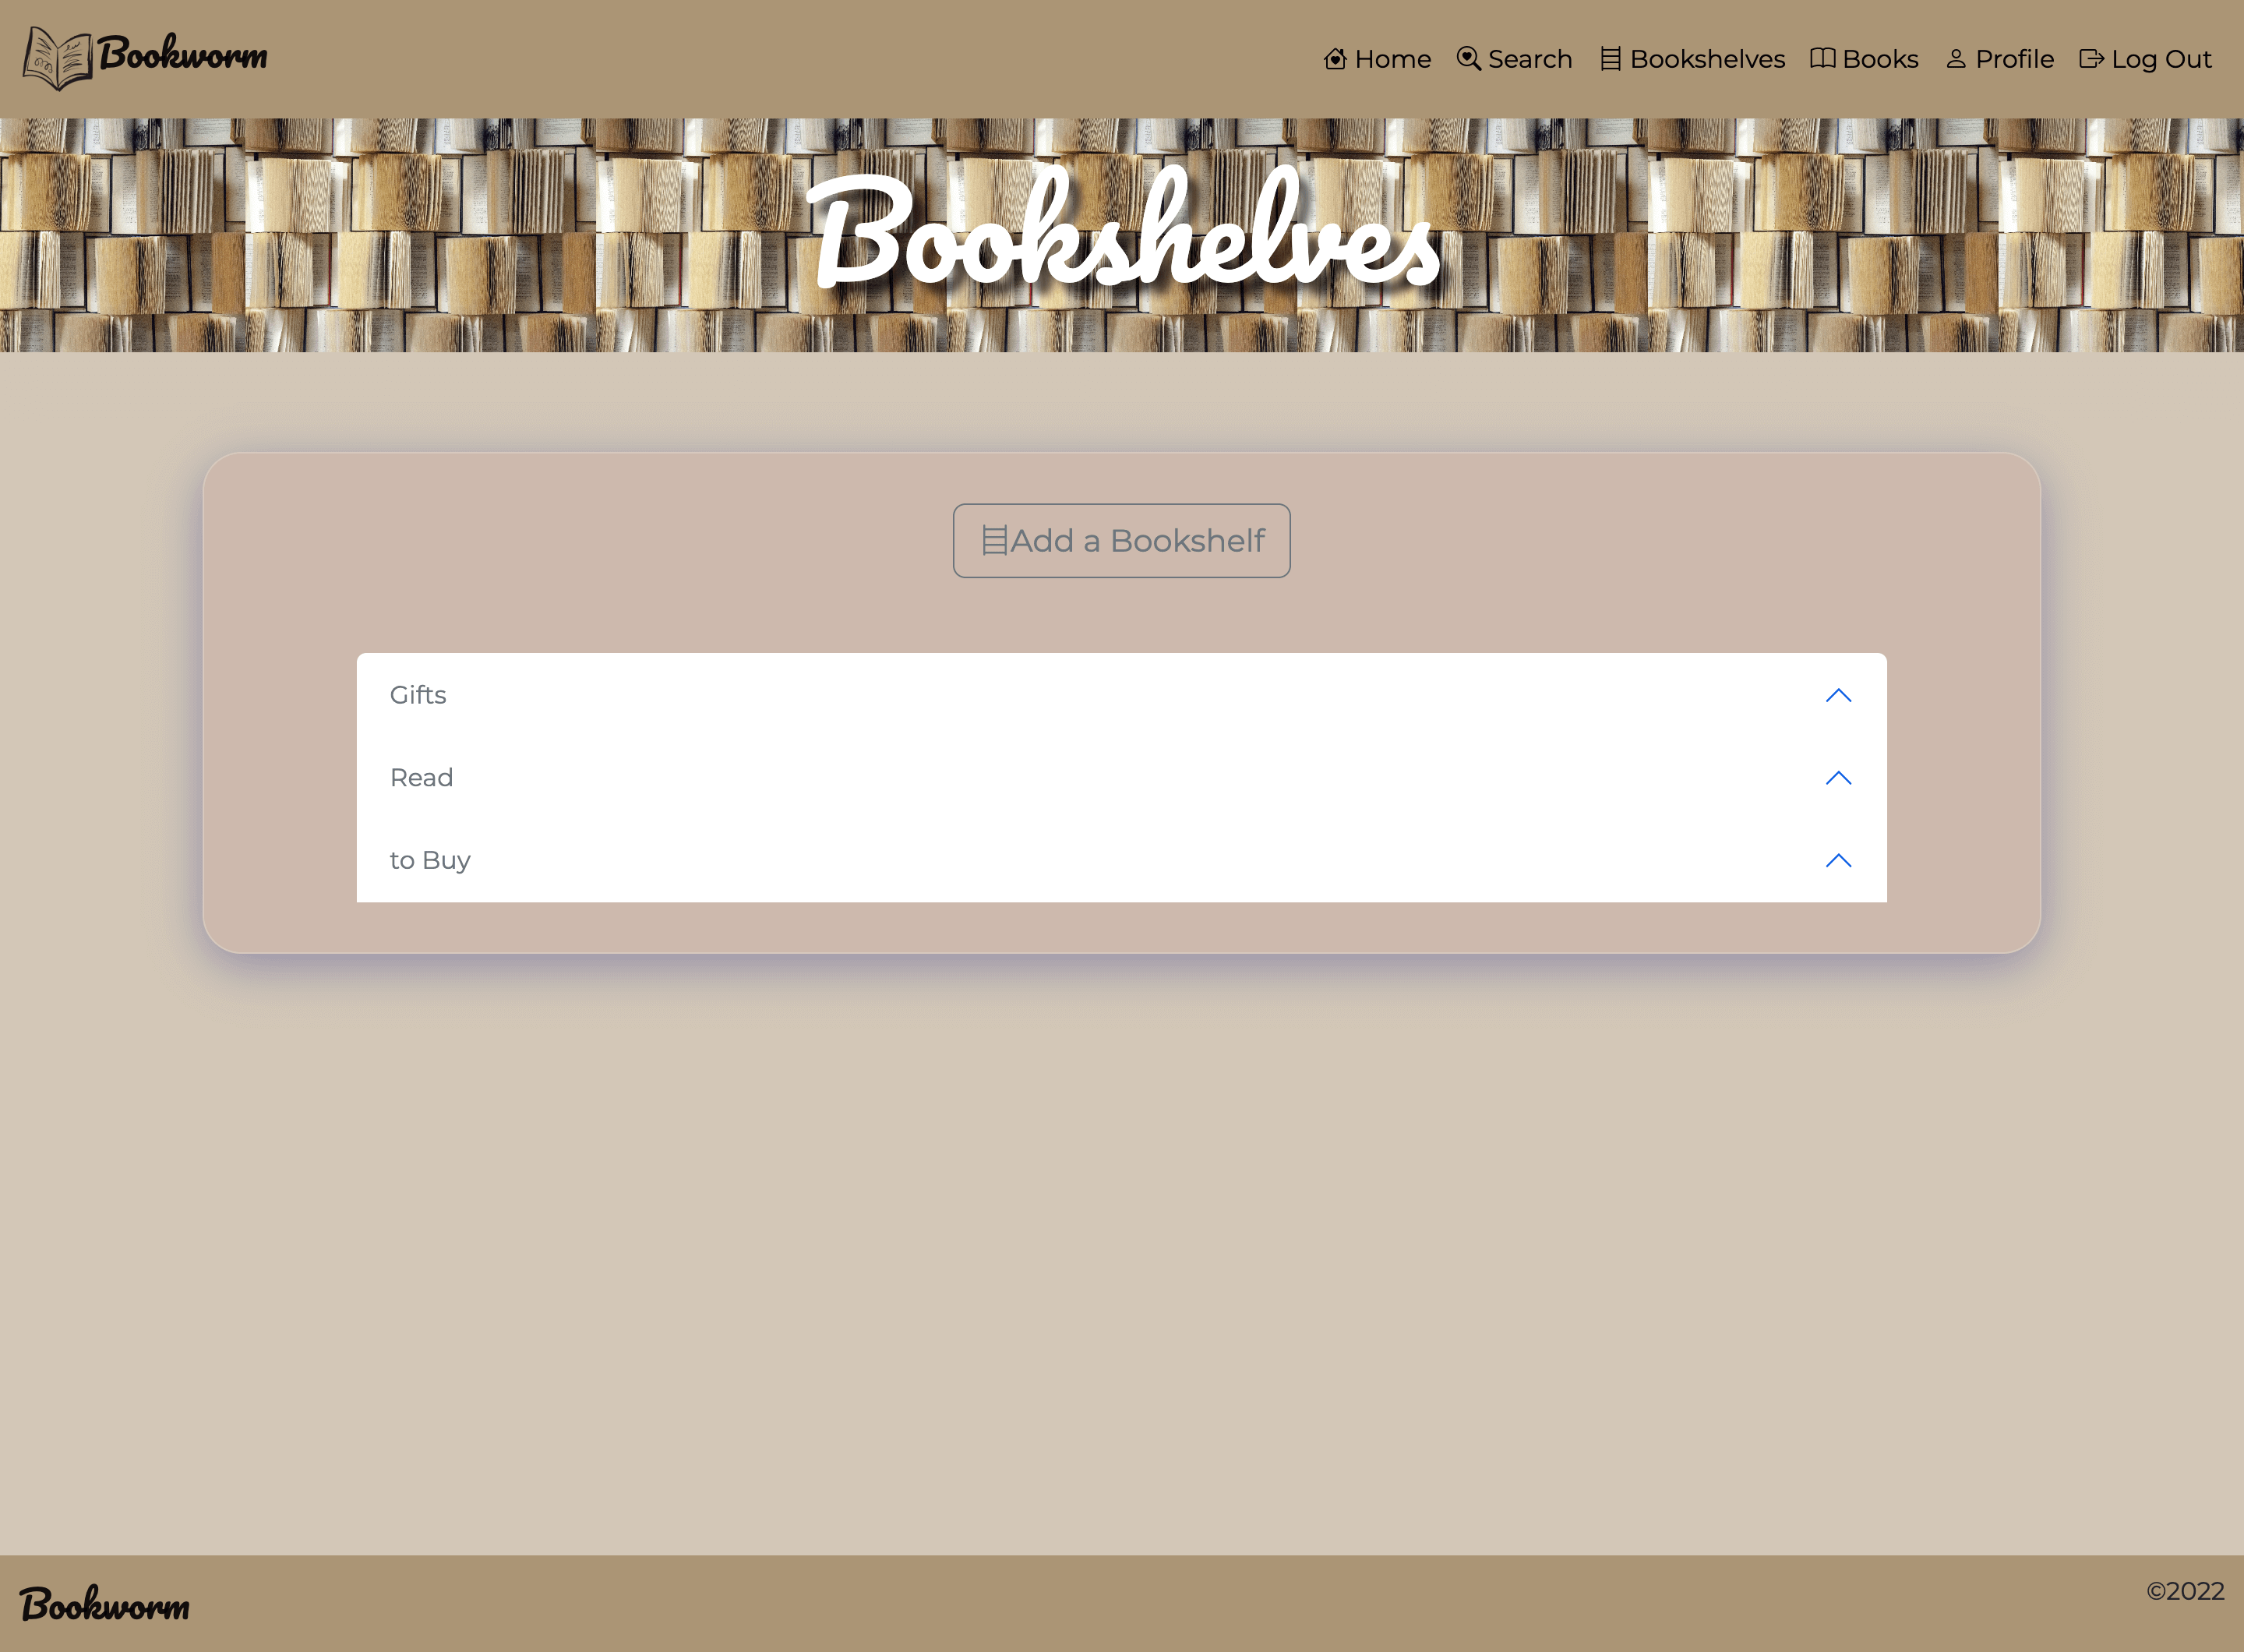 Bookworm
Home Search Bookshelves Books Profile Log Out
Bookshelves
Add a Bookshelf
Gifts
Read
to Buy
Bookworm
©2022